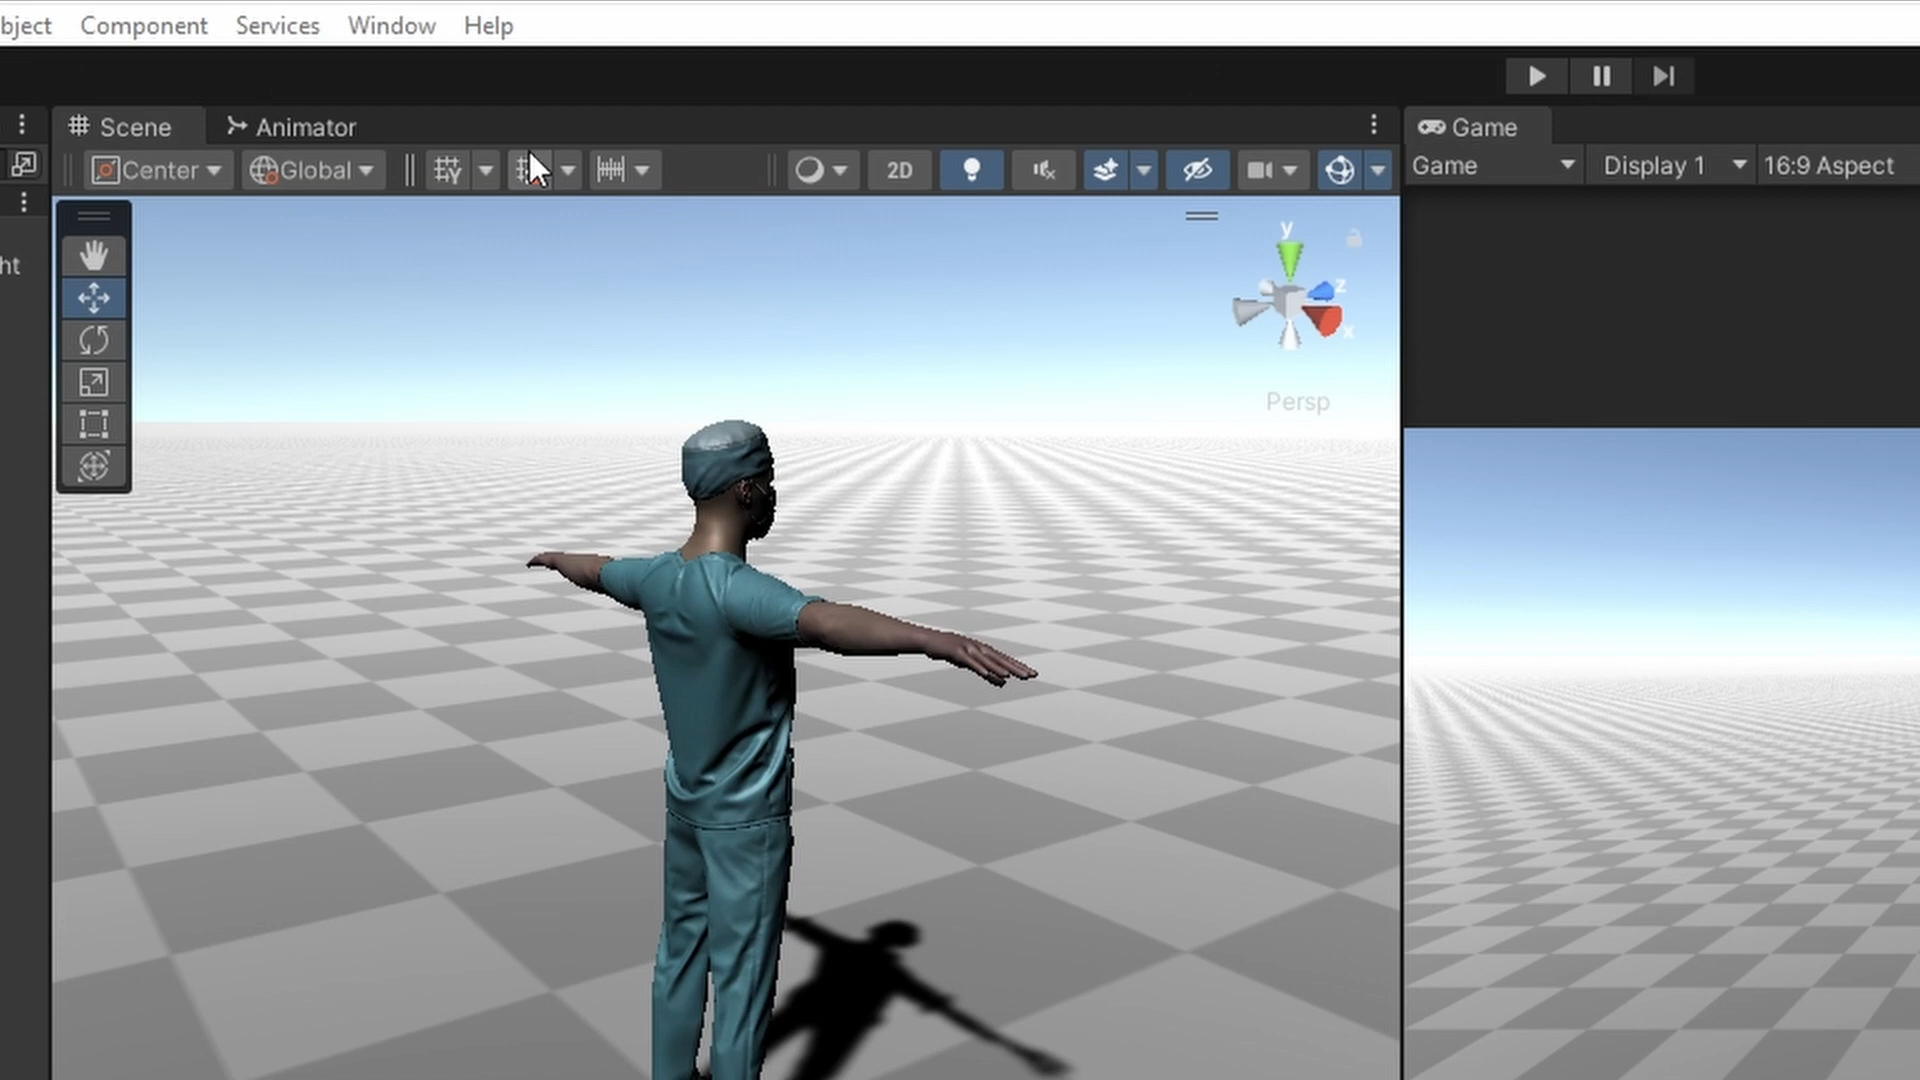 bject Component Services Window Help
Scene Animator Game
Center Global 2D Game Display 1 16:9 Aspect
y
ht
z
x
Persp